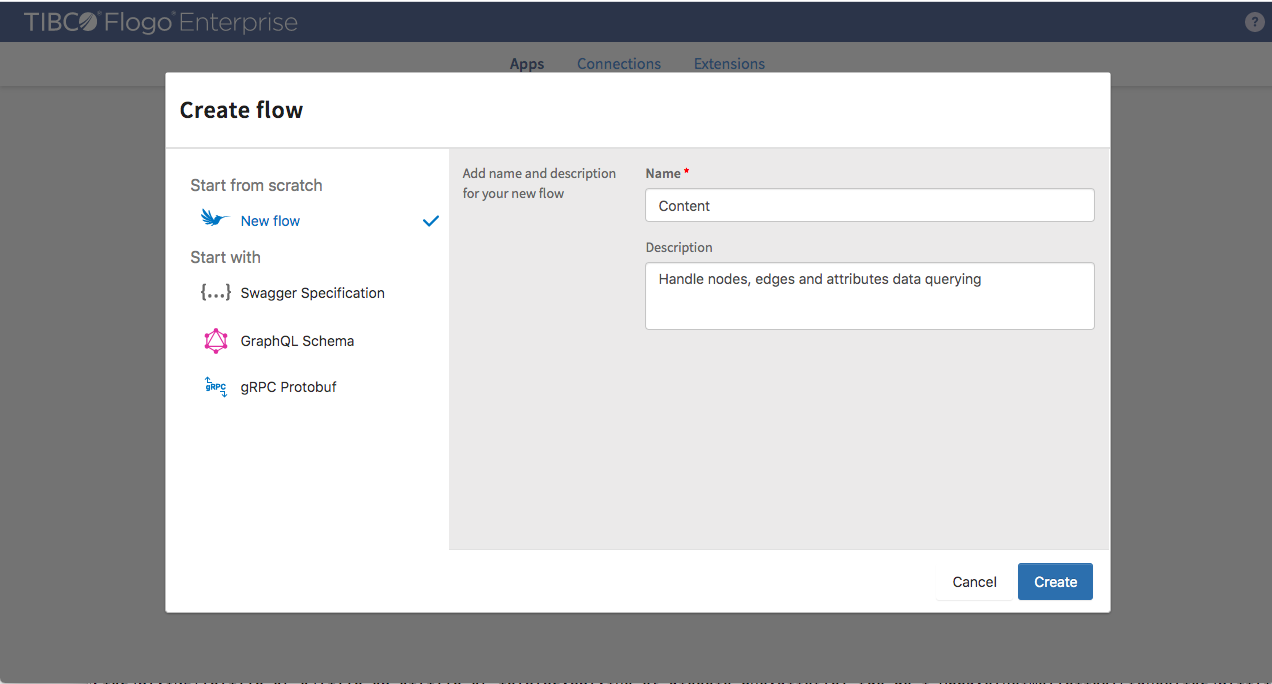 TIBCO® Flogo® Enterprise
?
Apps Connections Extensions
Create flow
Start from scratch
New flow
Start with
{...} Swagger Specification
GraphQL Schema
gRPC gRPC Protobuf
Add name and description
for your new flow
Name *
Content
Description
Handle nodes, edges and attributes data querying
Cancel Create